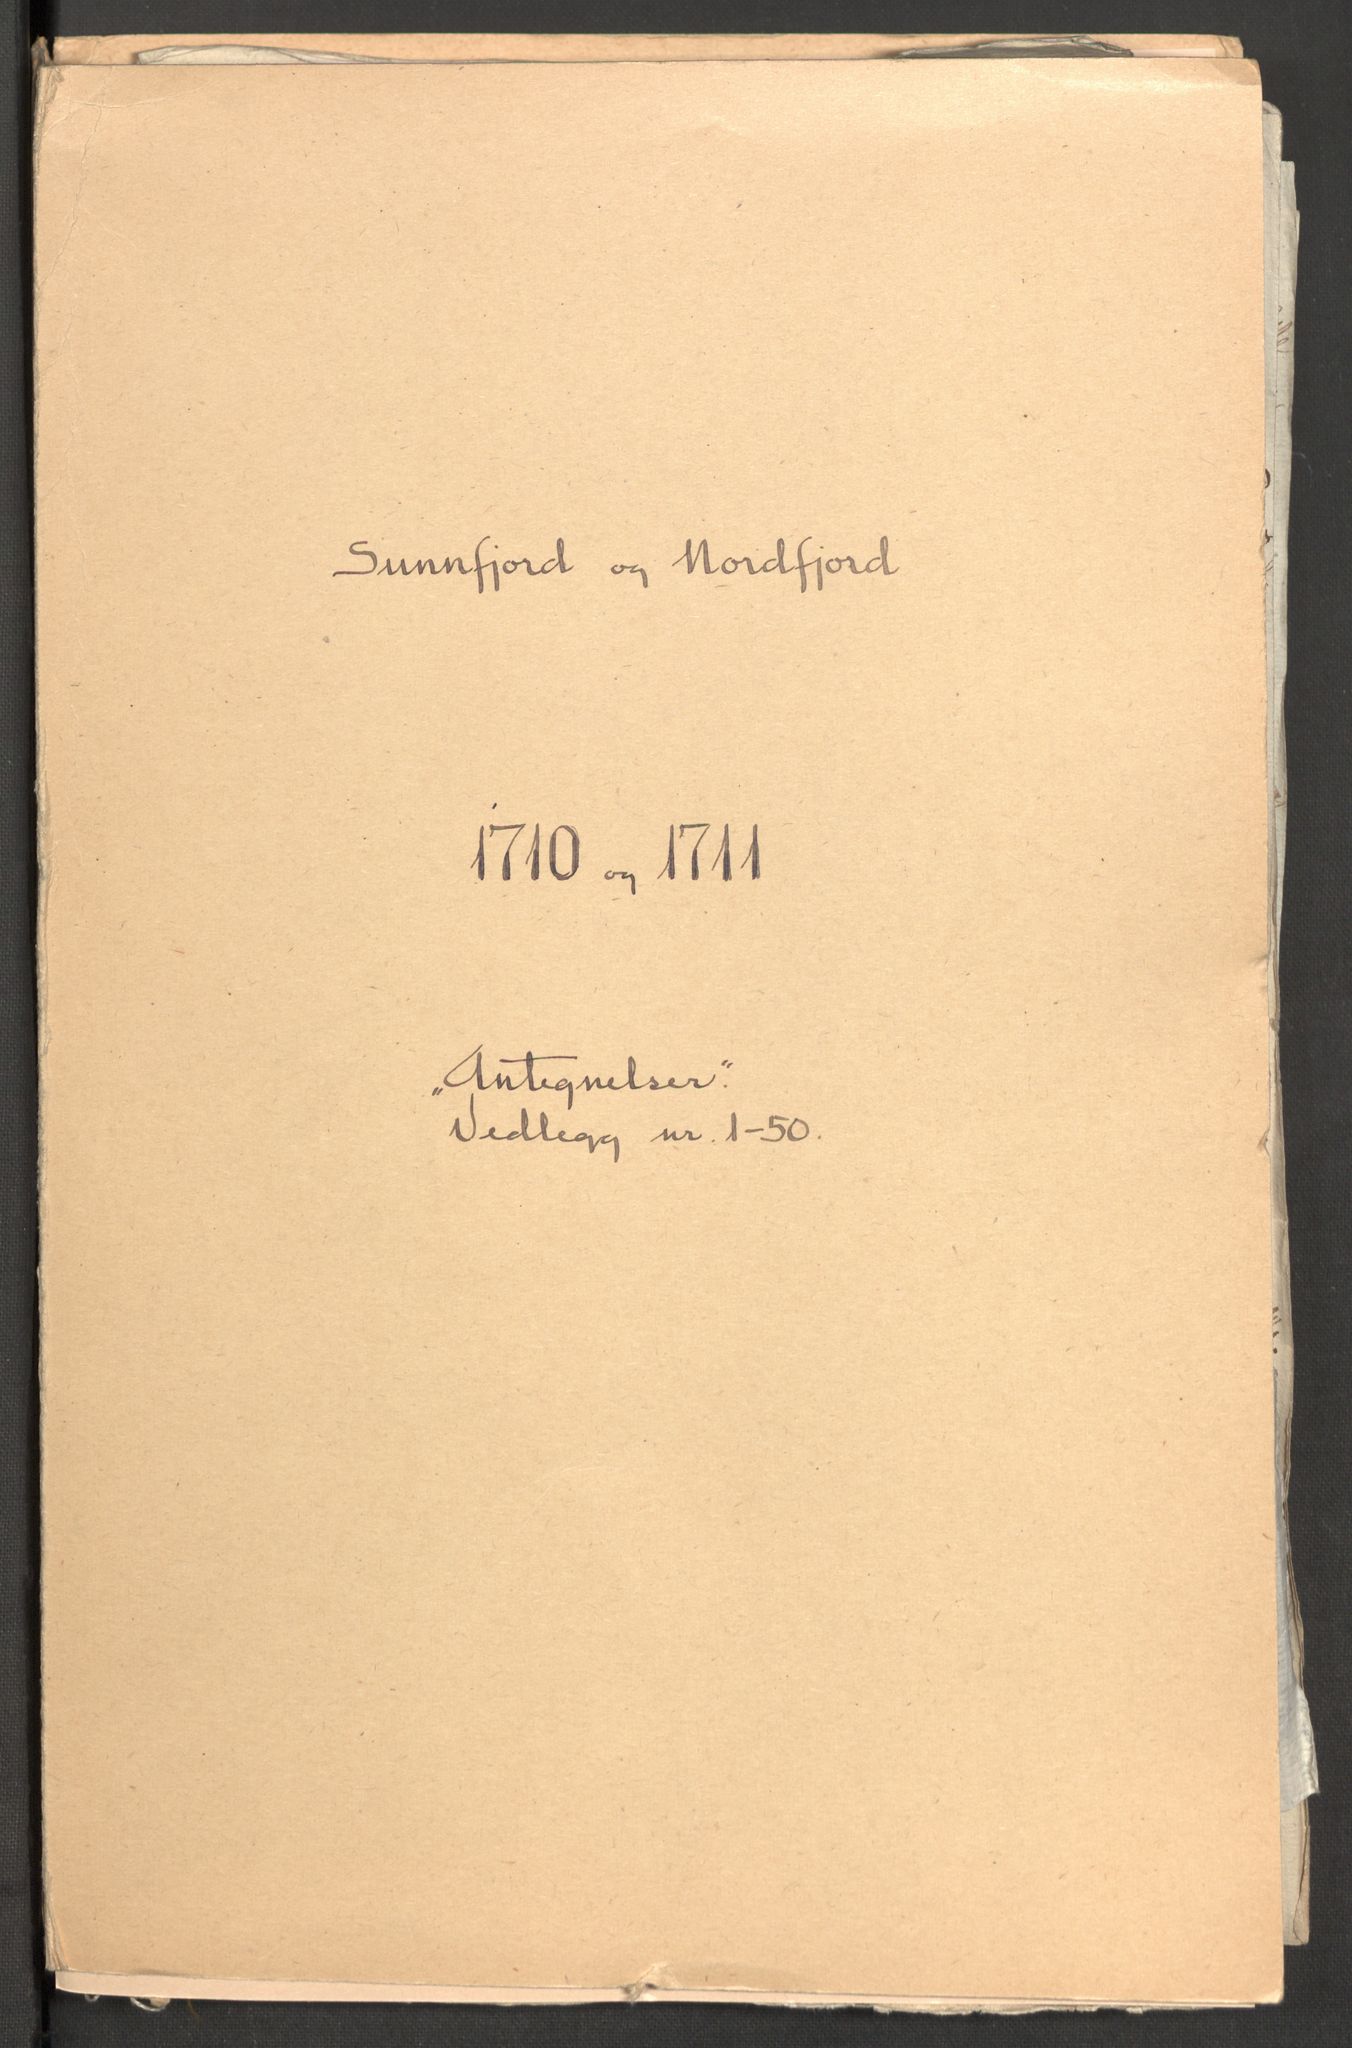 Sunnfjord og Nordfjord
1710 og 1711
„Antegnelser".
Vedlegg nr. 1-50.